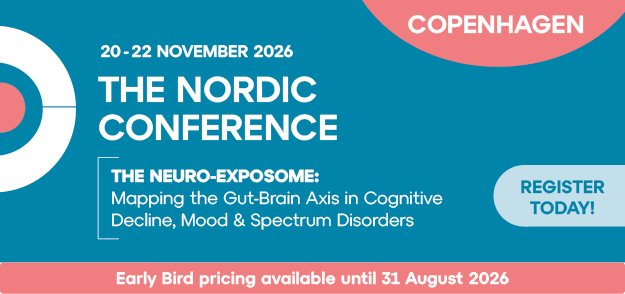 COPENHAGEN
20-22 NOVEMBER 2026
THE NORDIC
CONFERENCE
THE NEURO-EXPOSOME:
Mapping the Gut-Brain Axis in Cognitive
Decline, Mood & Spectrum Disorders
REGISTER
TODAY!
Early Bird pricing available until 31 August 2026